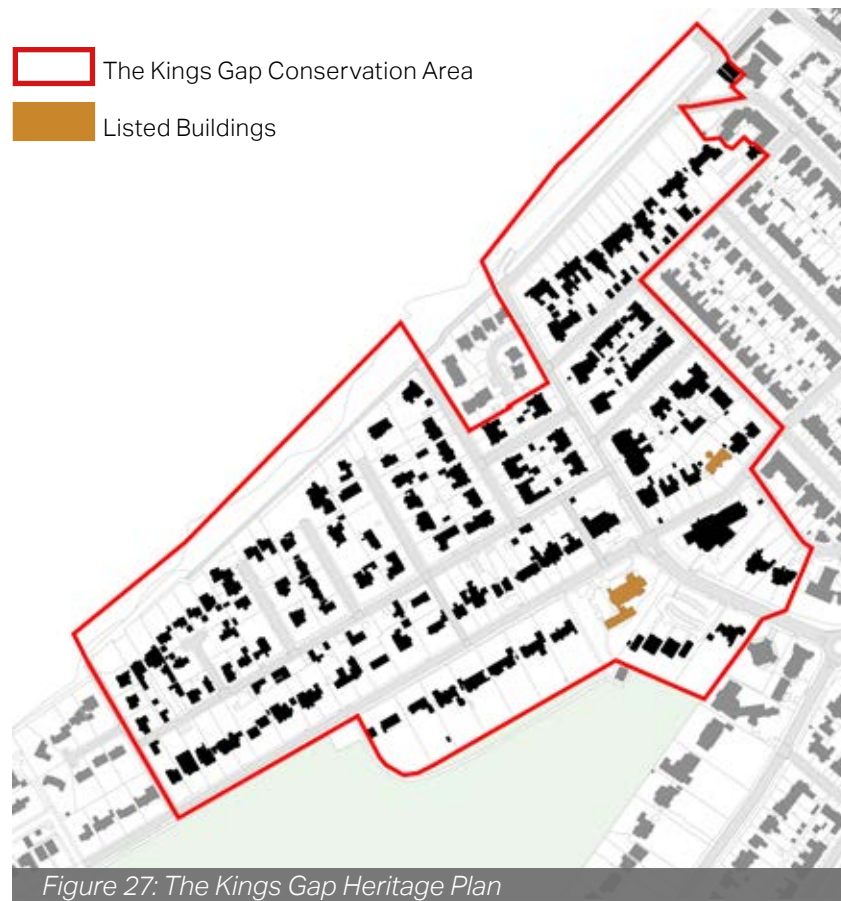 The Kings Gap Conservation Area
Listed Buildings
Figure 27: The Kings Gap Heritage Plan